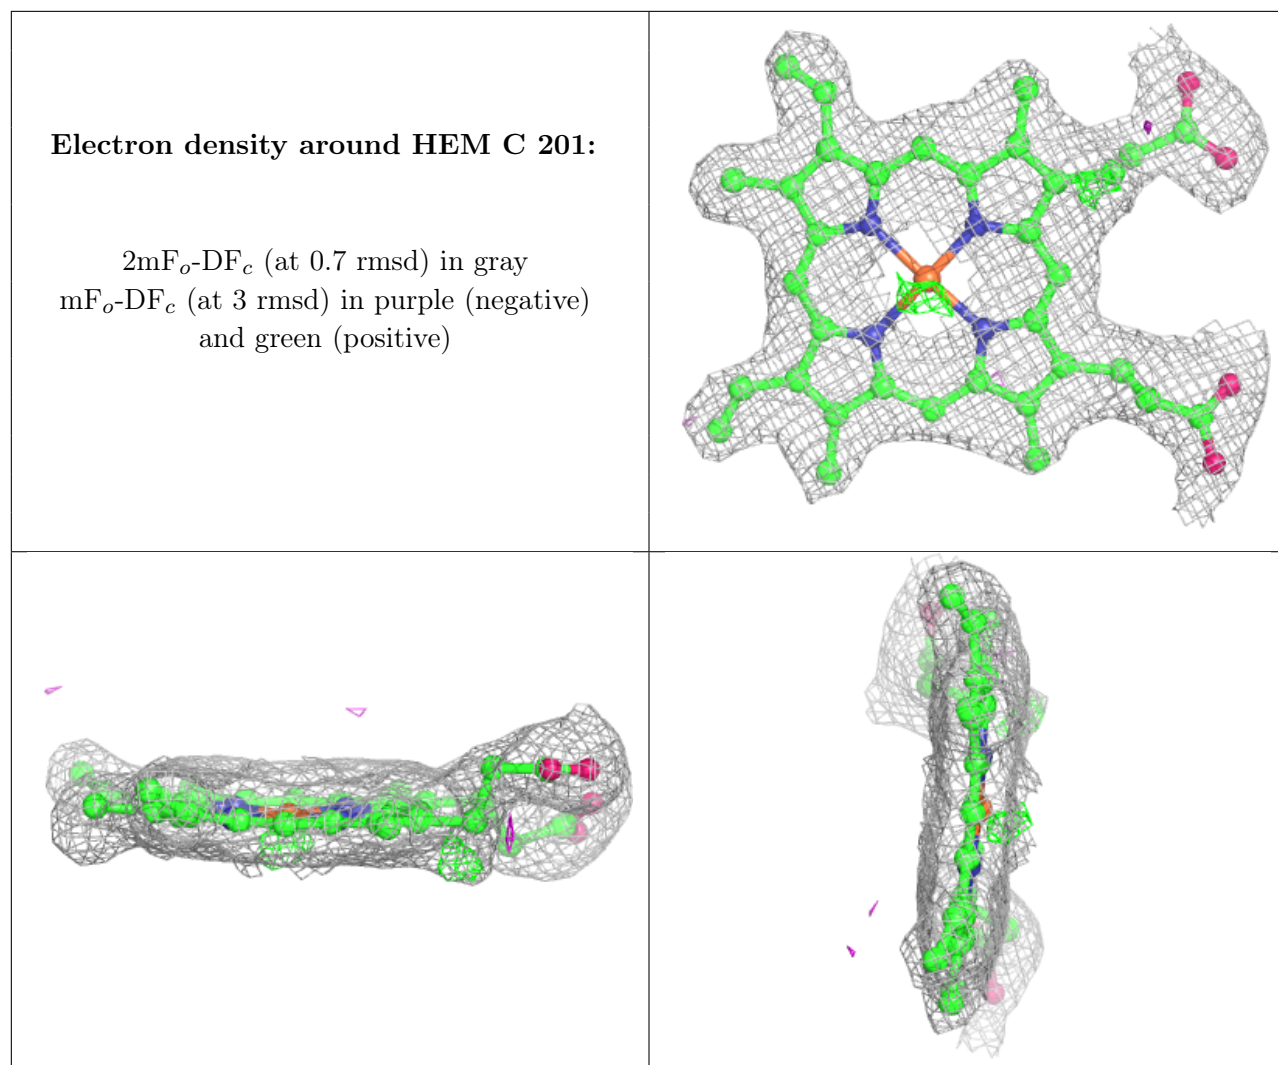 Electron density around HEM C 201:
2mFₒ-DF𝒸 (at 0.7 rmsd) in gray
mFₒ-DF𝒸 (at 3 rmsd) in purple (negative)
and green (positive)